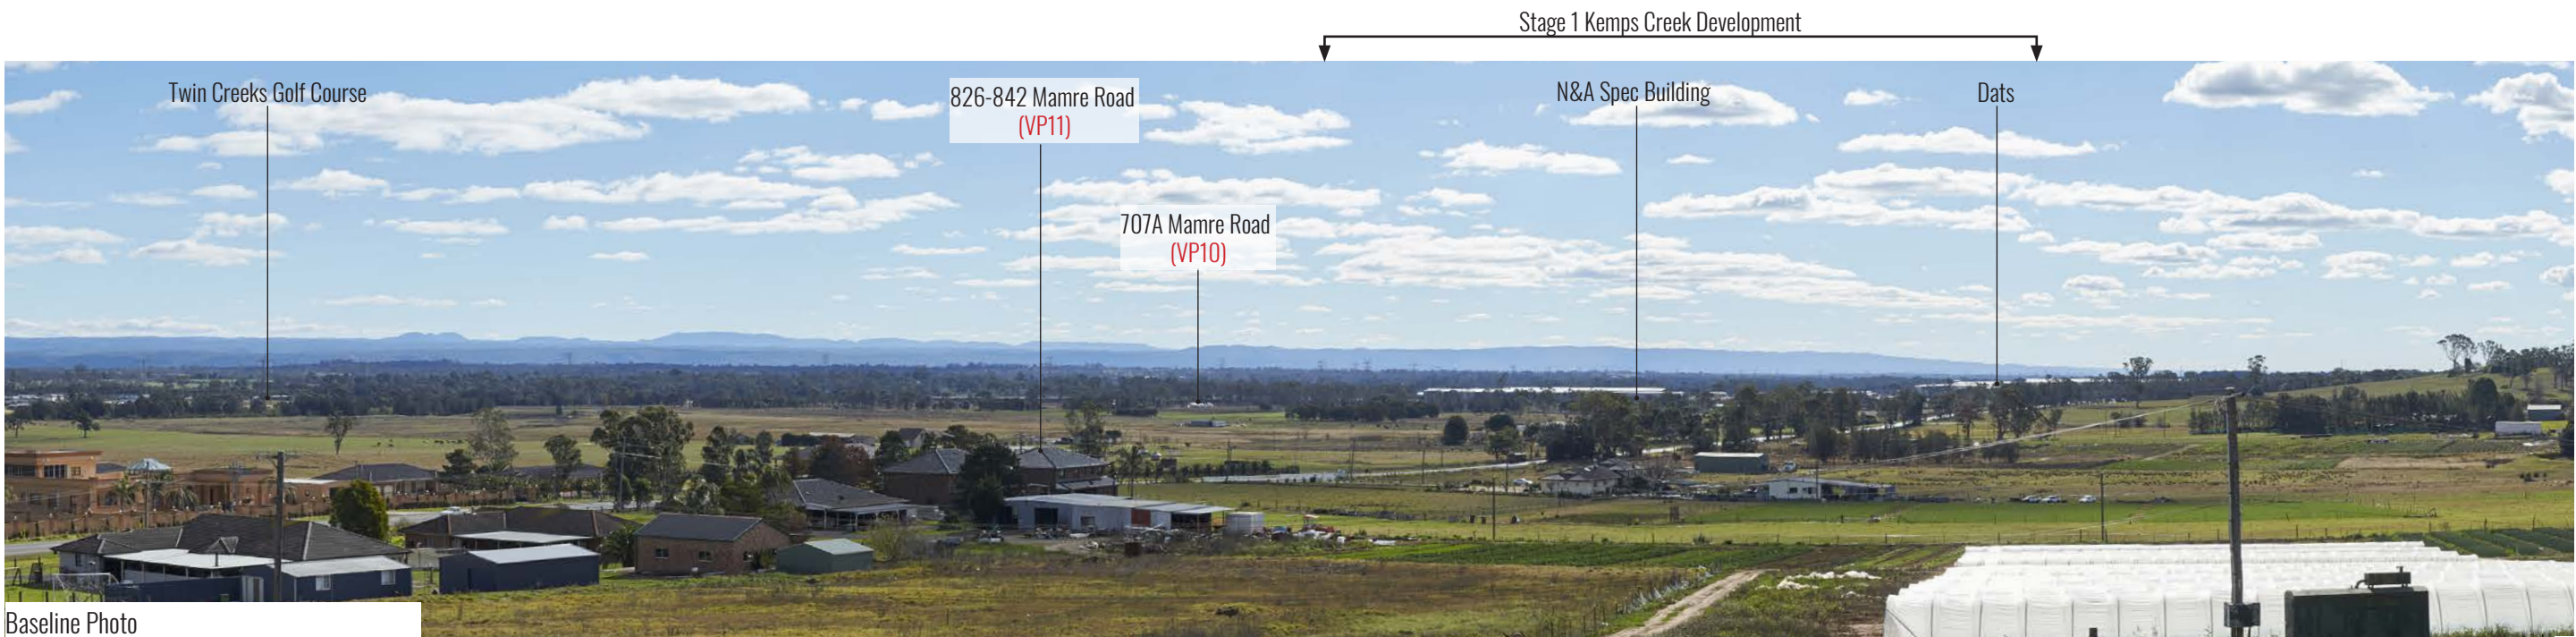 Stage 1 Kemps Creek Development
Twin Creeks Golf Course
826-842 Mamre Road
(VP11)
707A Mamre Road
(VP10)
N&A Spec Building
Dats
Baseline Photo